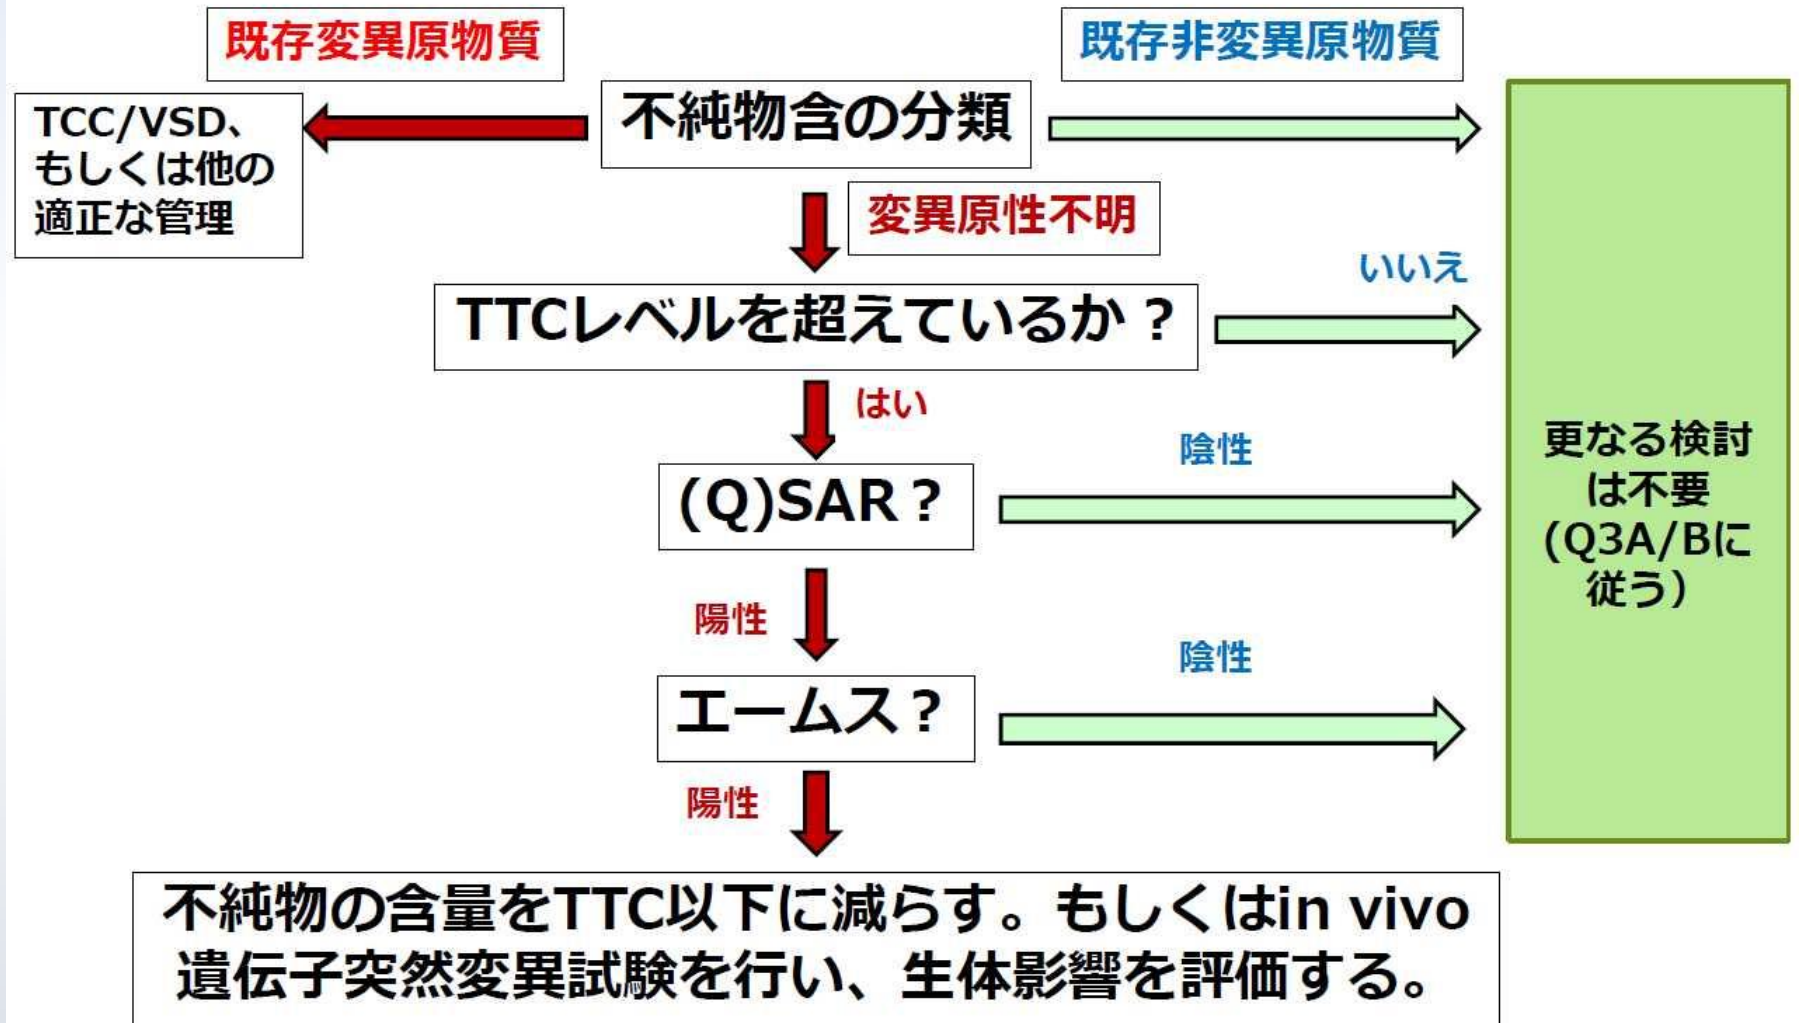 既存変異原物質
既存非変異原物質
TCC/VSD、
もしくは他の
適正な管理
不純物含の分類
変異原性不明
いいえ
TTCレベルを超えているか？
はい
陰性
(Q)SAR？
陽性
陰性
エームス？
陽性
更なる検討
は不要
(Q3A/Bに
従う）
不純物の含量をTTC以下に減らす。もしくはin vivo
遺伝子突然変異試験を行い、生体影響を評価する。